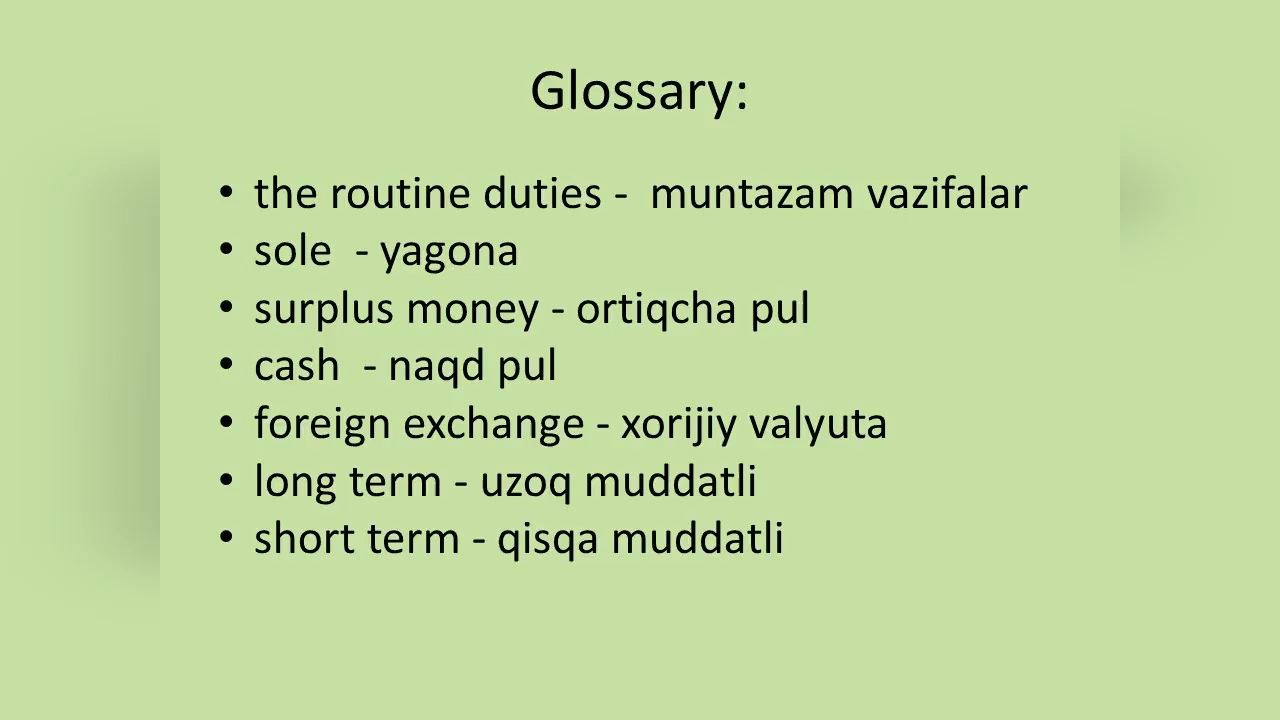 Glossary:
• the routine duties -  muntazam vazifalar
• sole  - yagona
• surplus money - ortiqcha pul
• cash  - naqd pul
• foreign exchange - xorijiy valyuta
• long term - uzoq muddatli
• short term - qisqa muddatli